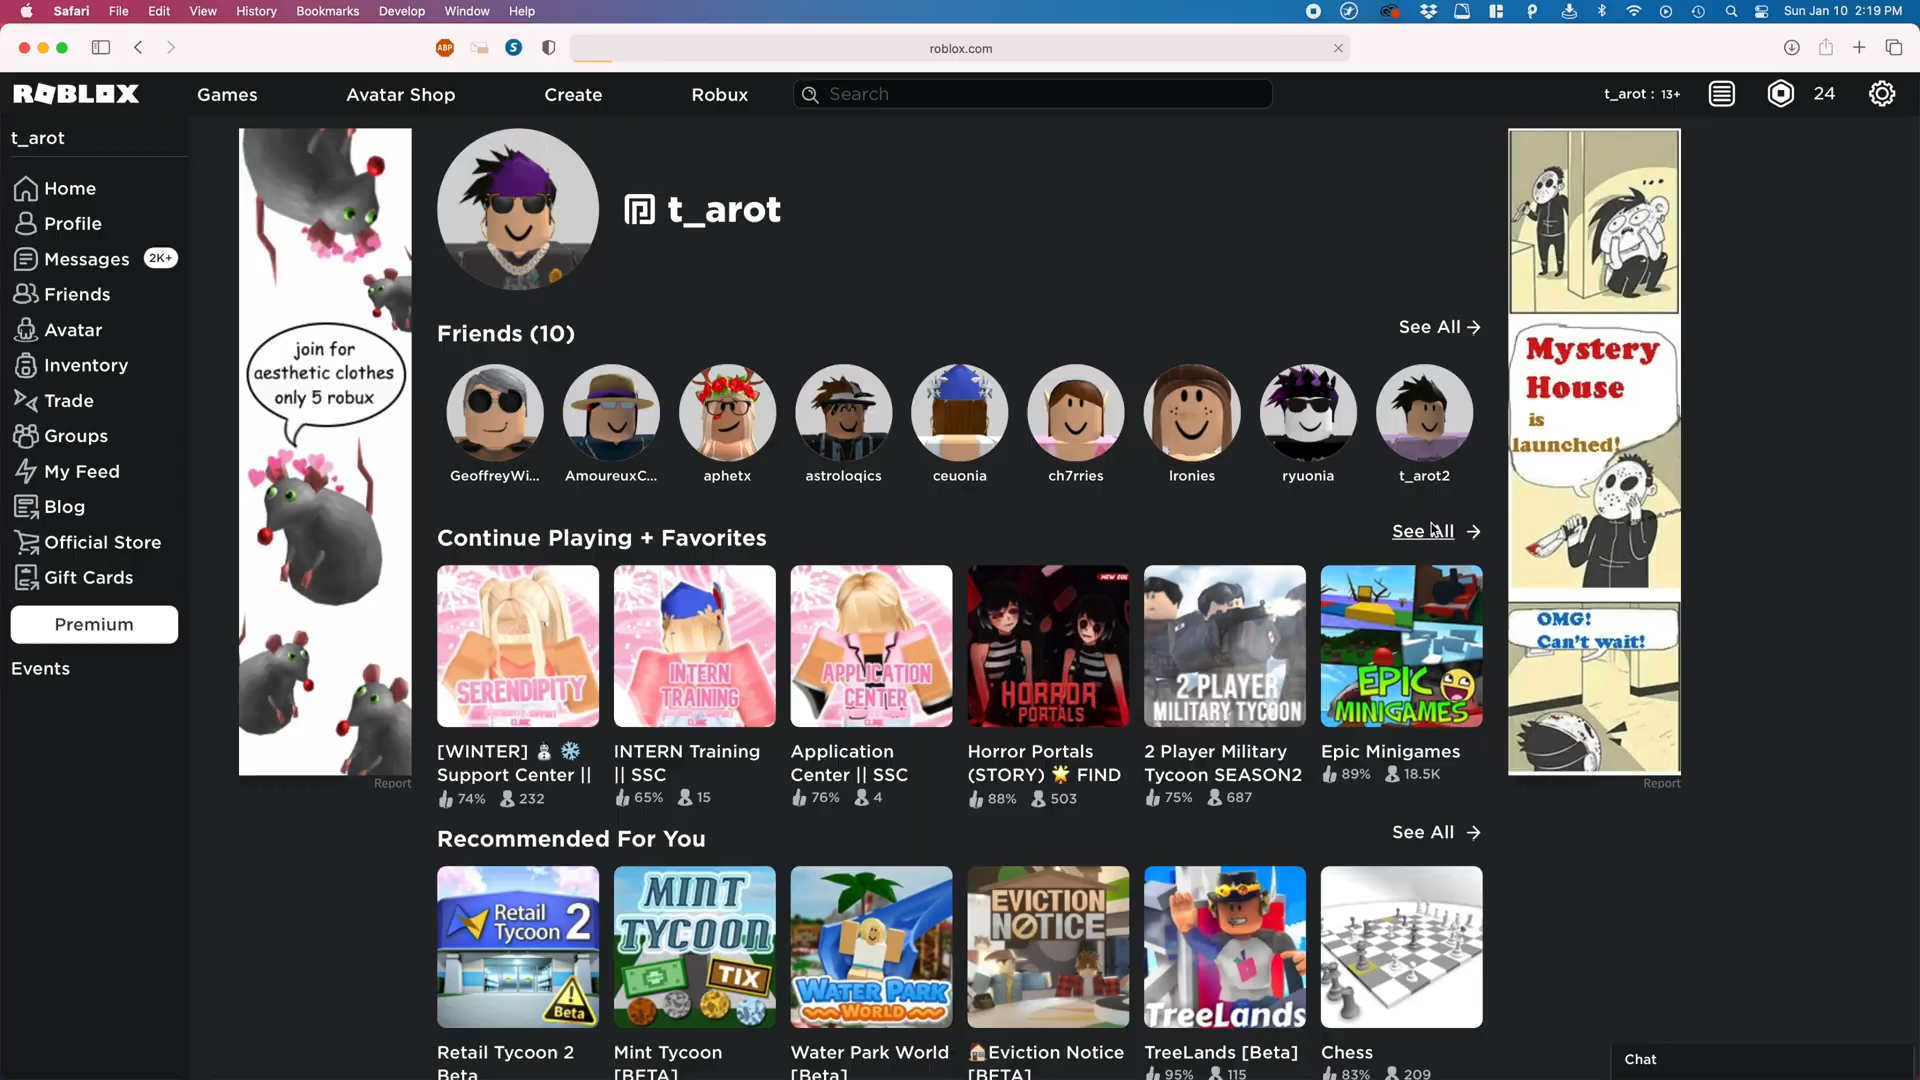 Safari File Edit View History Bookmarks Develop Window Help
Sun Jan 10 2:19 PM
ABP
S
roblox.com
ROBLOX Games Avatar Shop Create Robux Search t_arot : 13+ 24
t_arot
Home
Profile
Messages 2K+
Friends
Avatar
Inventory
Trade
Groups
My Feed
Blog
Official Store
Gift Cards
Premium
Events
join for
aesthetic clothes
only 5 robux
Report
t_arot
Friends (10)
See All →
GeoffreyWi... AmoureuxC... aphetx astroloqics ceuonia ch7rries Ironies ryuonia t_arot2
Continue Playing + Favorites
See All →
SERENDIPITY
INTERN
TRAINING
APPLICATION
CENTER
HORROR
PORTALS
2 PLAYER
MILITARY TYCOON
EPIC
MINIGAMES
[WINTER] ⛄ ❄
Support Center ||
74% 232
INTERN Training
|| SSC
65% 15
Application
Center || SSC
76% 4
Horror Portals
(STORY) 🌟 FIND
88% 503
2 Player Military
Tycoon SEASON2
75% 687
Epic Minigames
89% 18.5K
Recommended For You
See All →
Retail
Tycoon 2
Beta
MINT
TYCOON
TIX
WATER PARK
WORLD
EVICTION
NOTICE
TreeLands
Retail Tycoon 2
Beta
Mint Tycoon
[BETA]
Water Park World
[Beta]
🏠Eviction Notice
[BETA]
TreeLands [Beta]
95% 115
Chess
83% 209
...
Mystery
House
is
launched!
OMG!
Can't wait!
Report
Chat